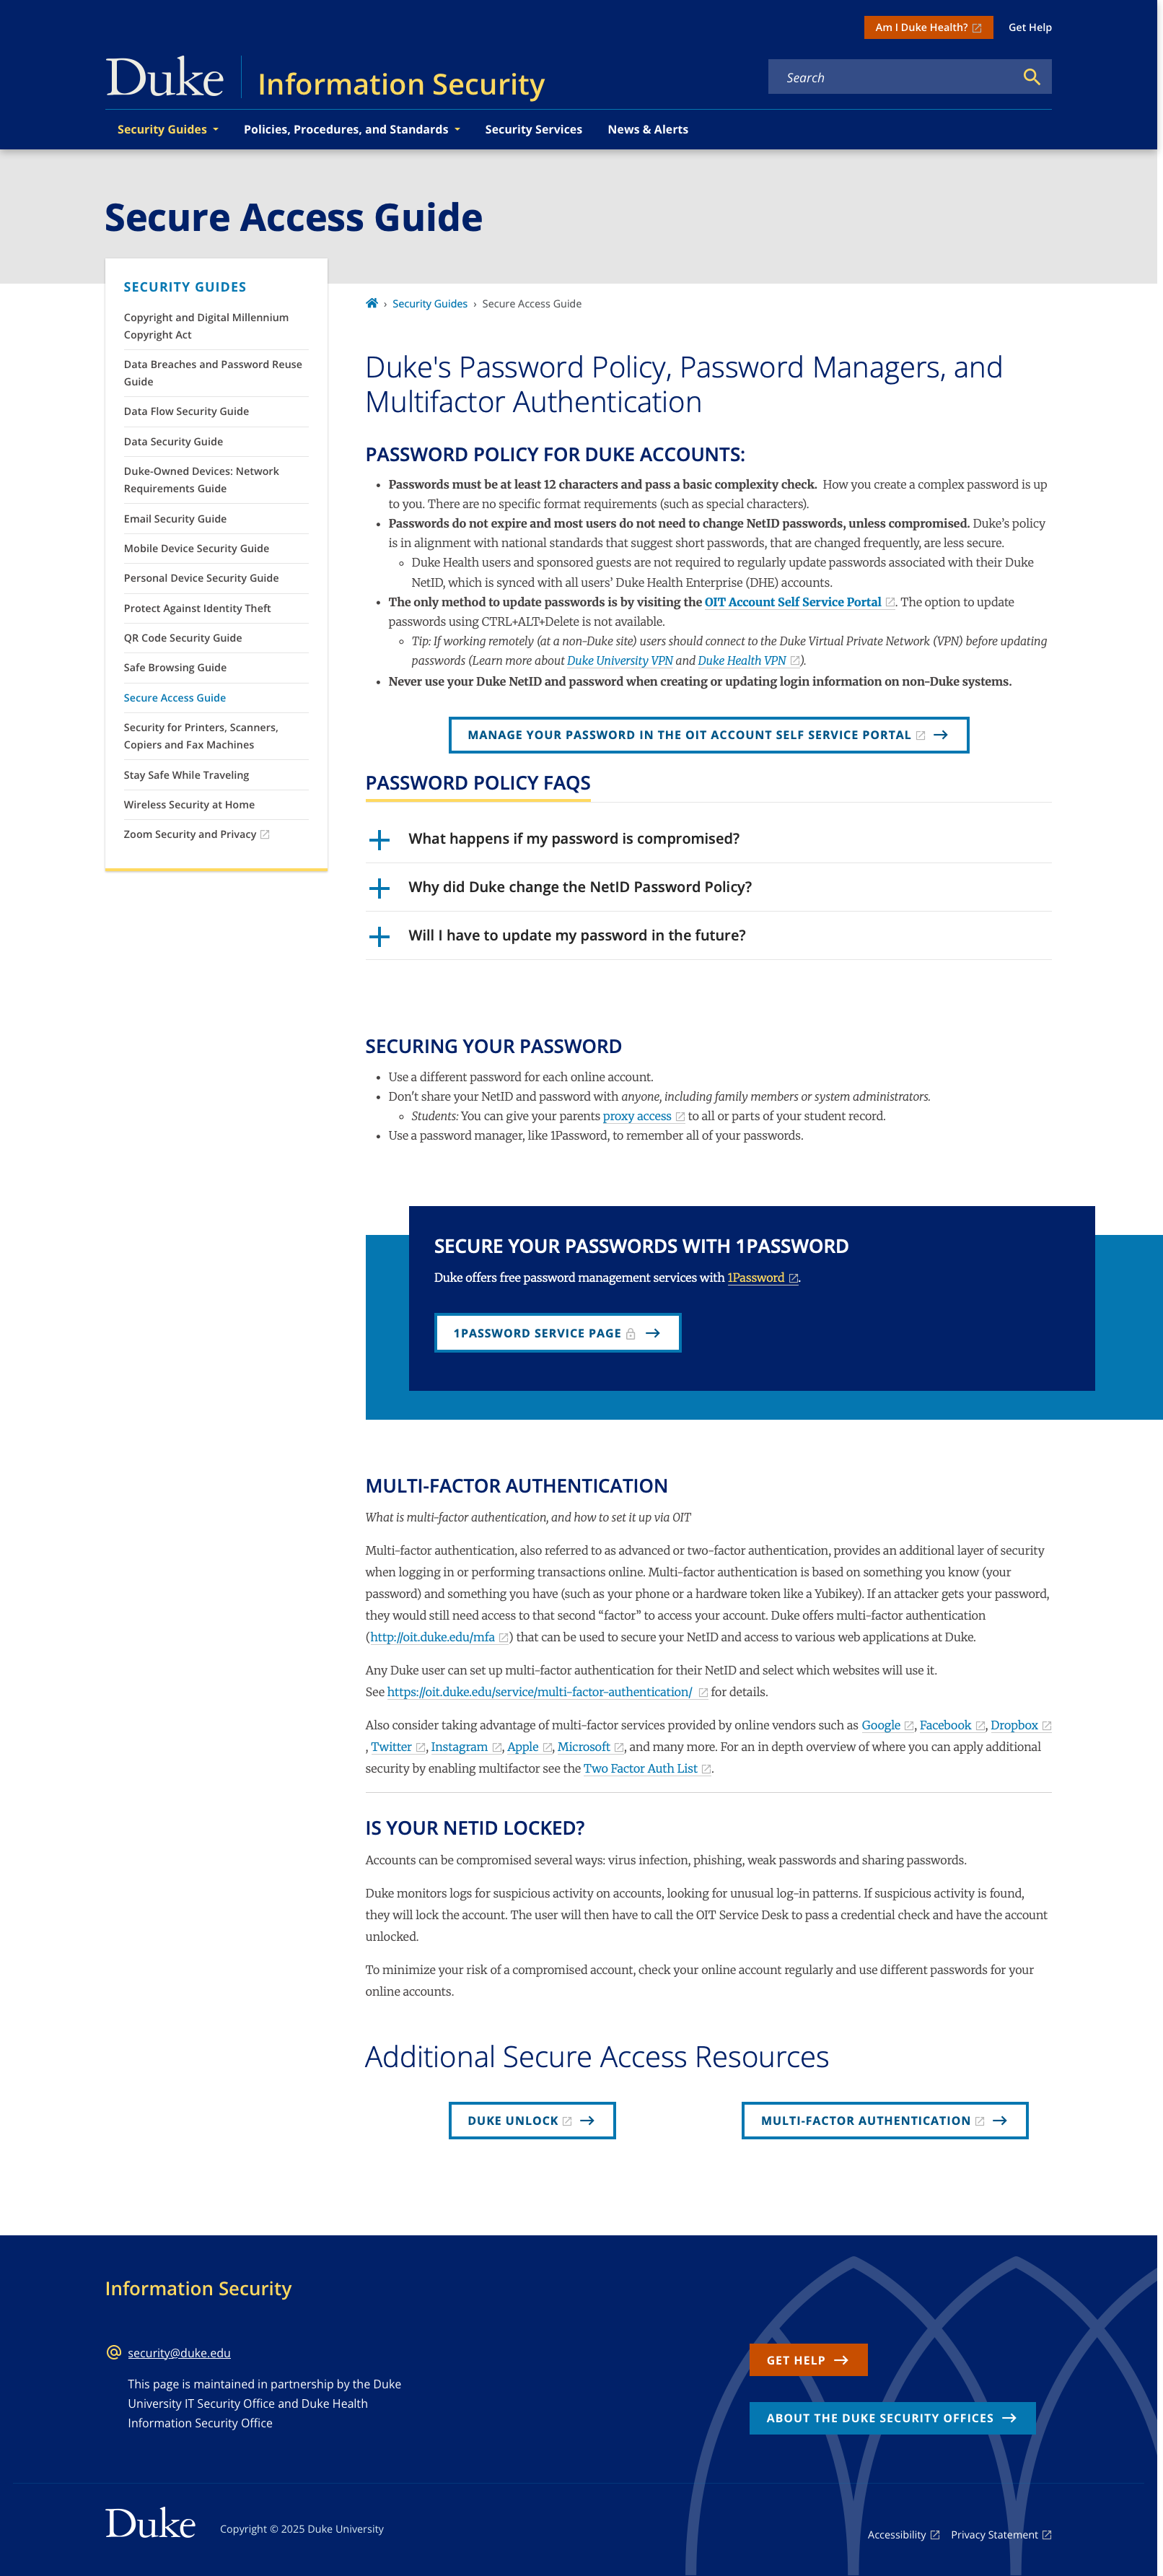 Am I Duke Health?
Get Help
Duke
Information Security
Search
Security Guides
Policies, Procedures, and Standards
Security Services
News & Alerts
Secure Access Guide
SECURITY GUIDES
Copyright and Digital Millennium
Copyright Act
Data Breaches and Password Reuse
Guide
Data Flow Security Guide
Data Security Guide
Duke-Owned Devices: Network
Requirements Guide
Email Security Guide
Mobile Device Security Guide
Personal Device Security Guide
Protect Against Identity Theft
QR Code Security Guide
Safe Browsing Guide
Secure Access Guide
Security for Printers, Scanners,
Copiers and Fax Machines
Stay Safe While Traveling
Wireless Security at Home
Zoom Security and Privacy
› Security Guides › Secure Access Guide
Duke's Password Policy, Password Managers, and
Multifactor Authentication
PASSWORD POLICY FOR DUKE ACCOUNTS:
• Passwords must be at least 12 characters and pass a basic complexity check. How you create a complex password is up
to you. There are no specific format requirements (such as special characters).
• Passwords do not expire and most users do not need to change NetID passwords, unless compromised. Duke’s policy
is in alignment with national standards that suggest short passwords, that are changed frequently, are less secure.
◦ Duke Health users and sponsored guests are not required to regularly update passwords associated with their Duke
NetID, which is synced with all users’ Duke Health Enterprise (DHE) accounts.
• The only method to update passwords is by visiting the OIT Account Self Service Portal. The option to update
passwords using CTRL+ALT+Delete is not available.
◦ Tip: If working remotely (at a non-Duke site) users should connect to the Duke Virtual Private Network (VPN) before updating
passwords (Learn more about Duke University VPN and Duke Health VPN).
• Never use your Duke NetID and password when creating or updating login information on non-Duke systems.
MANAGE YOUR PASSWORD IN THE OIT ACCOUNT SELF SERVICE PORTAL →
PASSWORD POLICY FAQS
What happens if my password is compromised?
Why did Duke change the NetID Password Policy?
Will I have to update my password in the future?
SECURING YOUR PASSWORD
• Use a different password for each online account.
• Don't share your NetID and password with anyone, including family members or system administrators.
◦ Students: You can give your parents proxy access to all or parts of your student record.
• Use a password manager, like 1Password, to remember all of your passwords.
SECURE YOUR PASSWORDS WITH 1PASSWORD
Duke offers free password management services with 1Password.
1PASSWORD SERVICE PAGE →
MULTI-FACTOR AUTHENTICATION
What is multi-factor authentication, and how to set it up via OIT
Multi-factor authentication, also referred to as advanced or two-factor authentication, provides an additional layer of security
when logging in or performing transactions online. Multi-factor authentication is based on something you know (your
password) and something you have (such as your phone or a hardware token like a Yubikey). If an attacker gets your password,
they would still need access to that second “factor” to access your account. Duke offers multi-factor authentication
(http://oit.duke.edu/mfa) that can be used to secure your NetID and access to various web applications at Duke.
Any Duke user can set up multi-factor authentication for their NetID and select which websites will use it.
See https://oit.duke.edu/service/multi-factor-authentication/ for details.
Also consider taking advantage of multi-factor services provided by online vendors such as Google, Facebook, Dropbox
, Twitter, Instagram, Apple, Microsoft, and many more. For an in depth overview of where you can apply additional
security by enabling multifactor see the Two Factor Auth List.
IS YOUR NETID LOCKED?
Accounts can be compromised several ways: virus infection, phishing, weak passwords and sharing passwords.
Duke monitors logs for suspicious activity on accounts, looking for unusual log-in patterns. If suspicious activity is found,
they will lock the account. The user will then have to call the OIT Service Desk to pass a credential check and have the account
unlocked.
To minimize your risk of a compromised account, check your online account regularly and use different passwords for your
online accounts.
Additional Secure Access Resources
DUKE UNLOCK →
MULTI-FACTOR AUTHENTICATION →
Information Security
security@duke.edu
This page is maintained in partnership by the Duke
University IT Security Office and Duke Health
Information Security Office
GET HELP →
ABOUT THE DUKE SECURITY OFFICES →
Duke
Copyright © 2025 Duke University
Accessibility
Privacy Statement